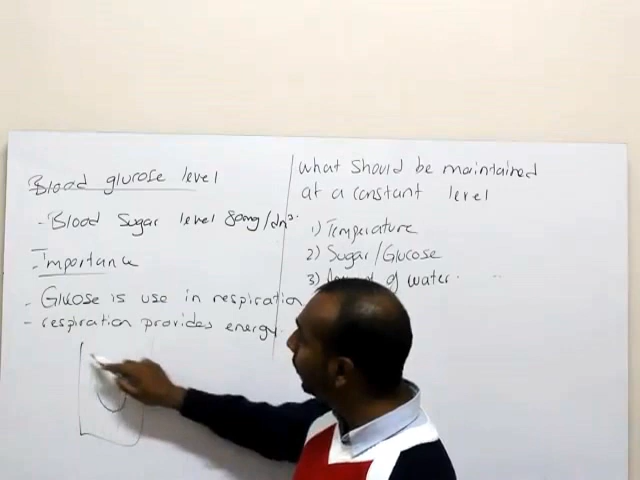 Blood glucose level
- Blood Sugar level 80mg/dm³.
- Importance
- Glucose is use in respiration
- respiration provides energy.
what should be maintained
at a constant level
1) Temperature
2) Sugar/Glucose
3) of water.